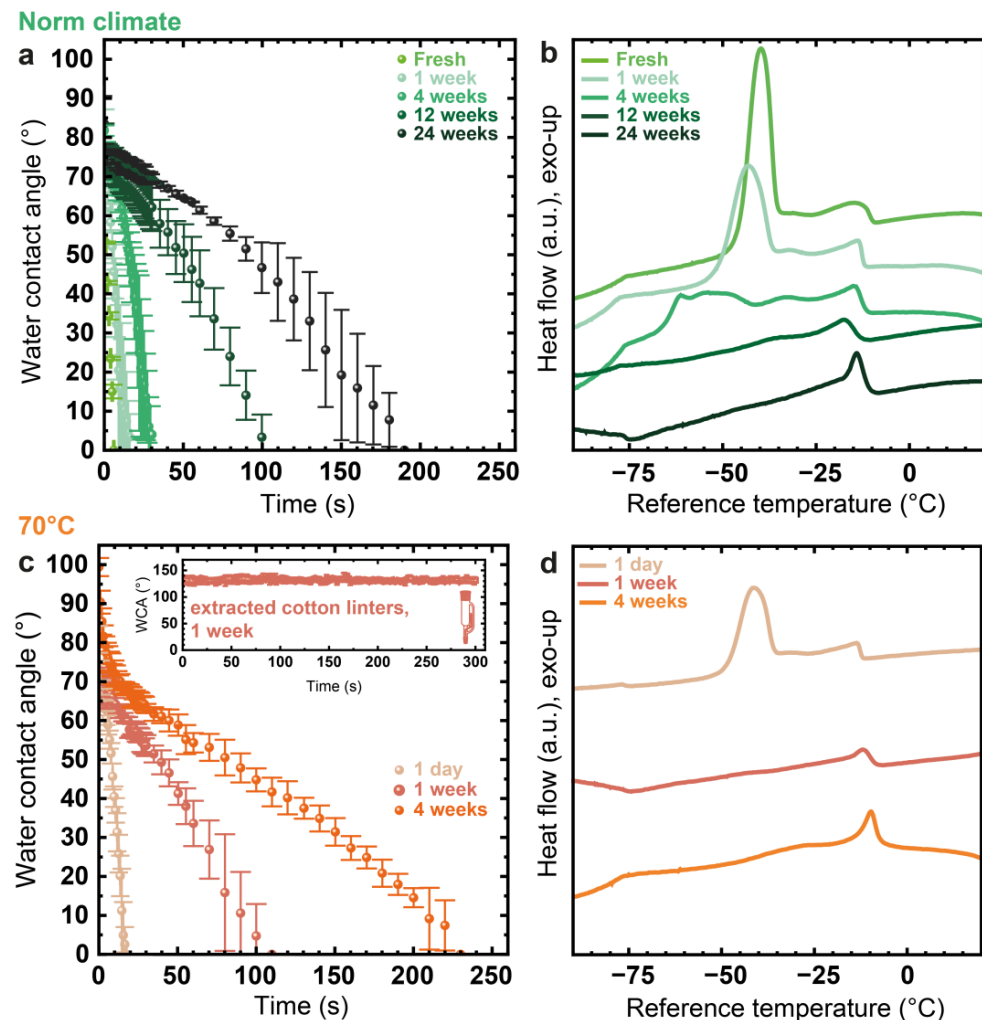 Norm climate
a
Fresh
1 week
4 weeks
12 weeks
24 weeks
Water contact angle (°)
100
90
80
70
60
50
40
30
20
10
0
0
50
100
150
200
250
Time (s)
b
Fresh
1 week
4 weeks
12 weeks
24 weeks
Heat flow (a.u.), exo-up
−75
−50
−25
0
Reference temperature (°C)
70°C
c
Water contact angle (°)
100
90
80
70
60
50
40
30
20
10
0
0
50
100
150
200
250
Time (s)
WCA (°)
150
100
50
0
extracted cotton linters,
1 week
0
50
100
150
200
250
300
Time (s)
1 day
1 week
4 weeks
d
1 day
1 week
4 weeks
Heat flow (a.u.), exo-up
−75
−50
−25
0
Reference temperature (°C)